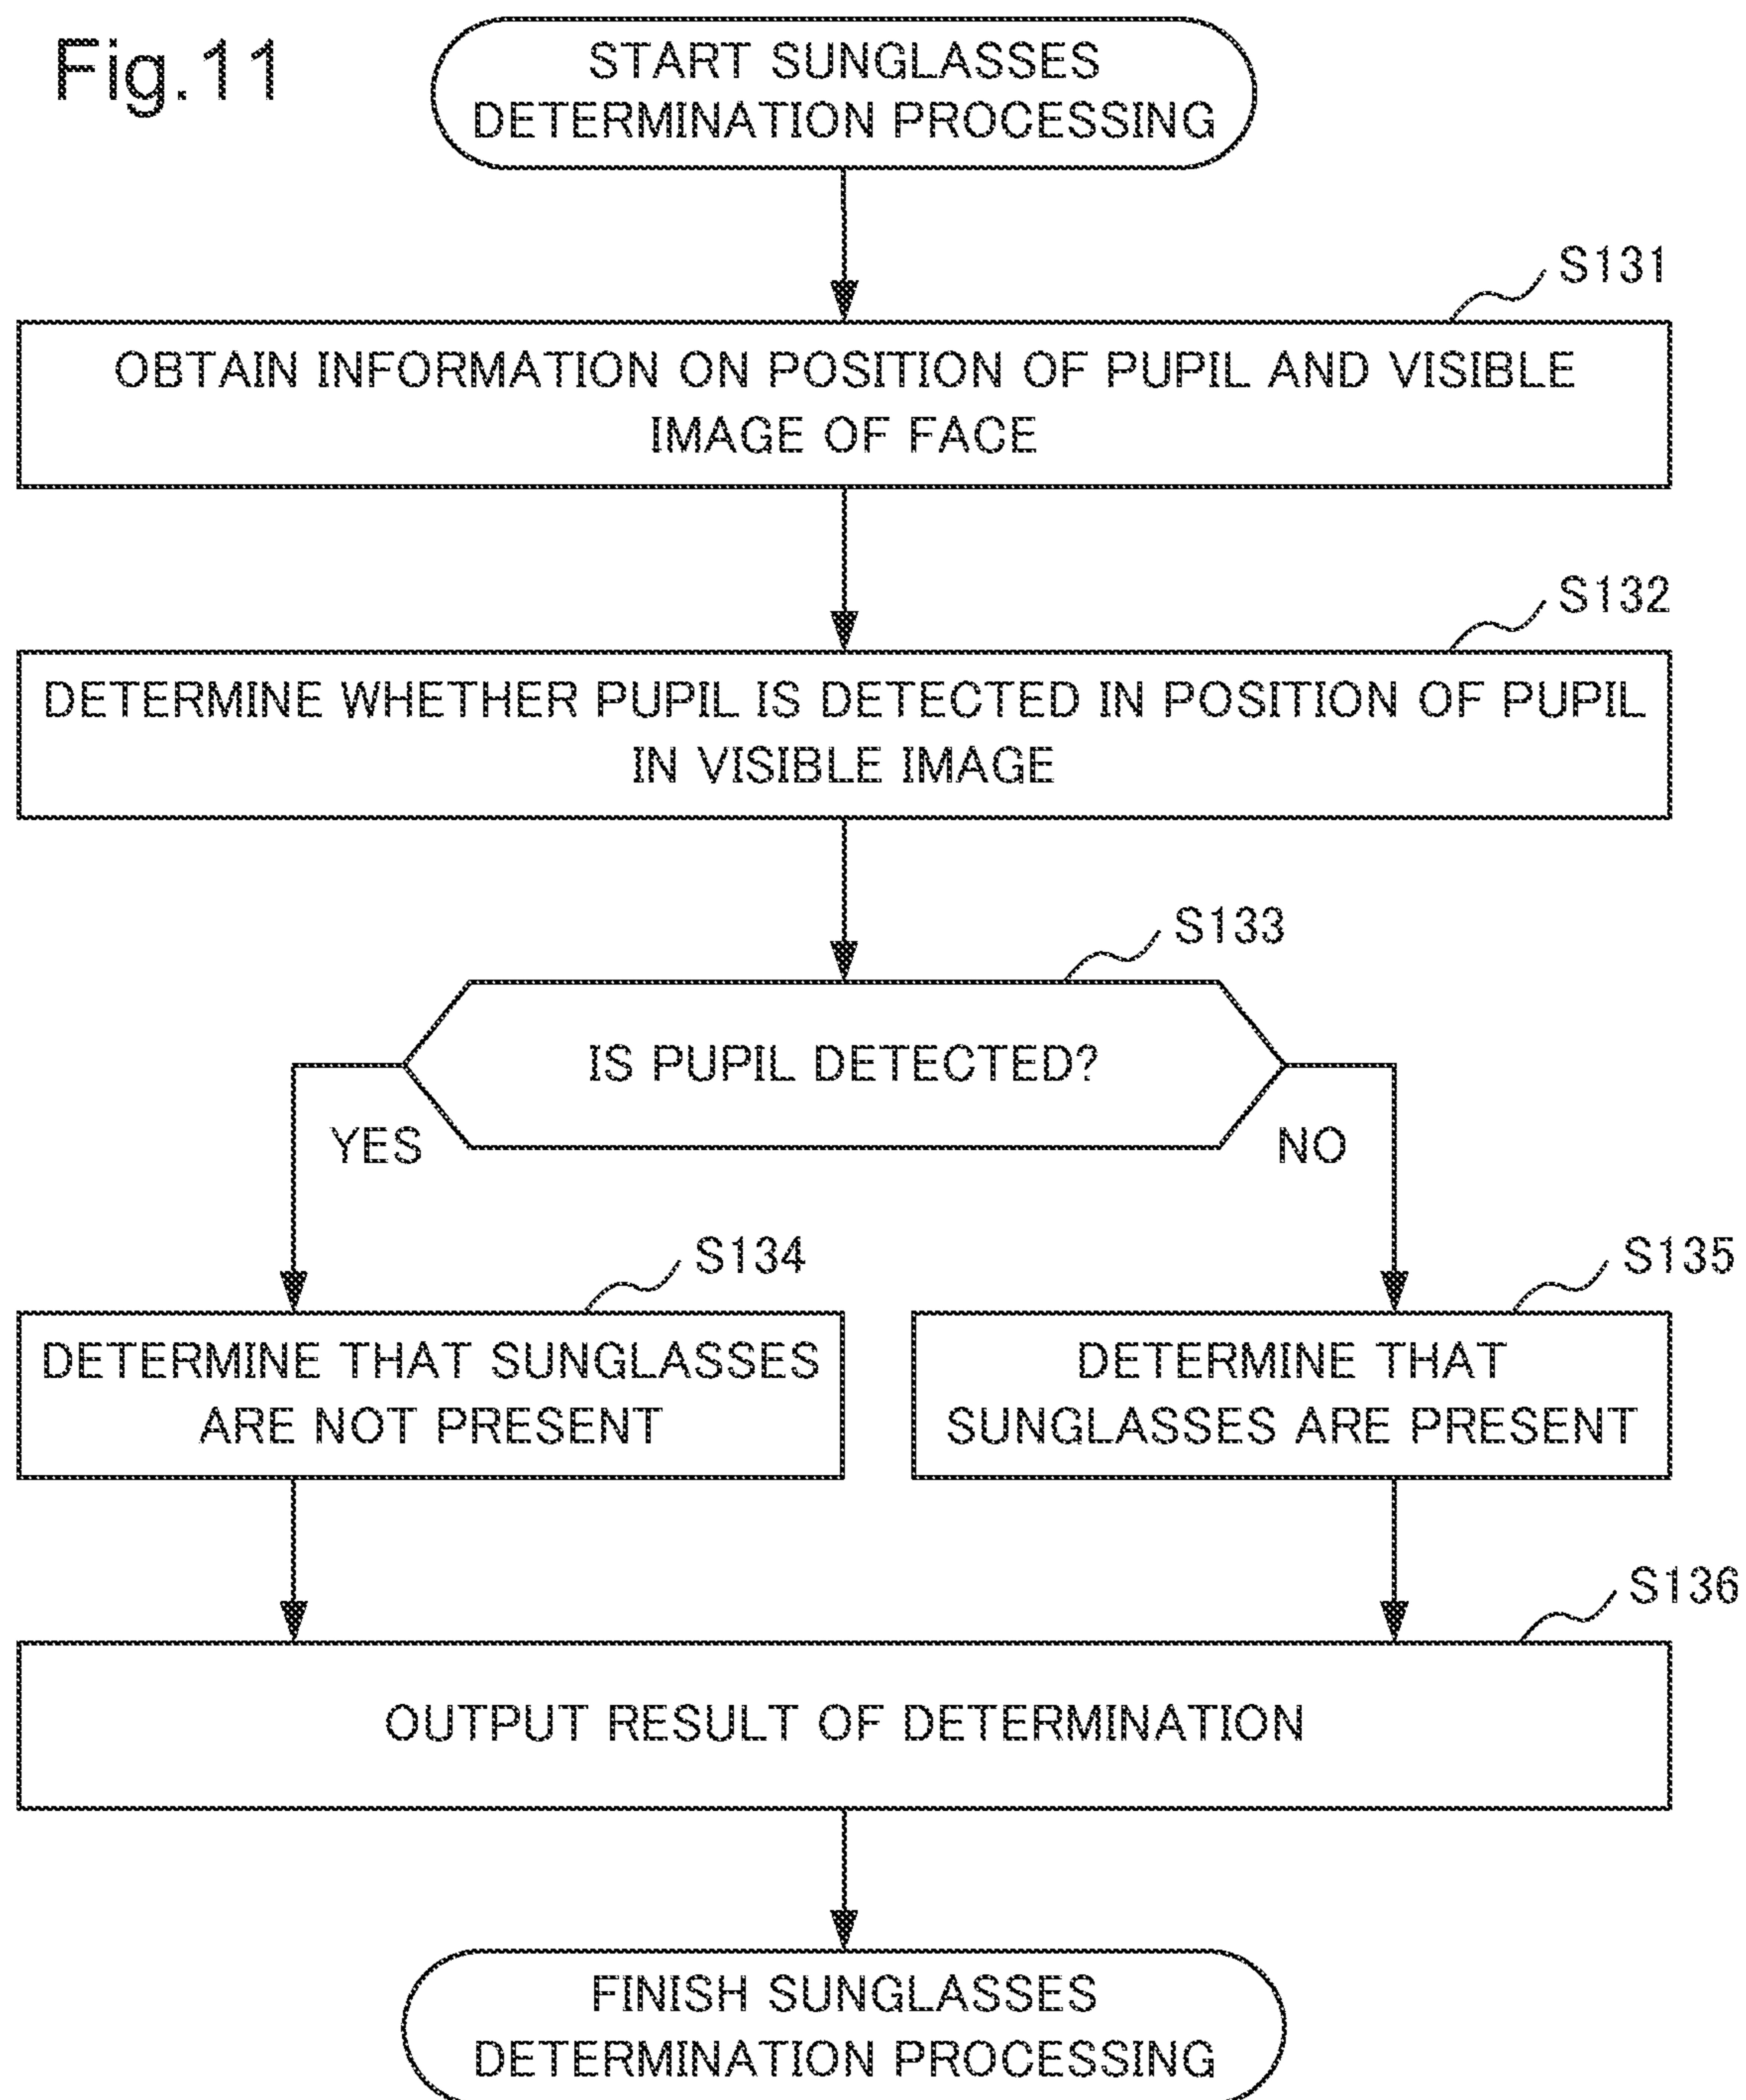 Fig.11
START SUNGLASSES
DETERMINATION PROCESSING
S131
OBTAIN INFORMATION ON POSITION OF PUPIL AND VISIBLE
IMAGE OF FACE
S132
DETERMINE WHETHER PUPIL IS DETECTED IN POSITION OF PUPIL
IN VISIBLE IMAGE
S133
IS PUPIL DETECTED?
YES
NO
S134
DETERMINE THAT SUNGLASSES
ARE NOT PRESENT
S135
DETERMINE THAT
SUNGLASSES ARE PRESENT
S136
OUTPUT RESULT OF DETERMINATION
FINISH SUNGLASSES
DETERMINATION PROCESSING